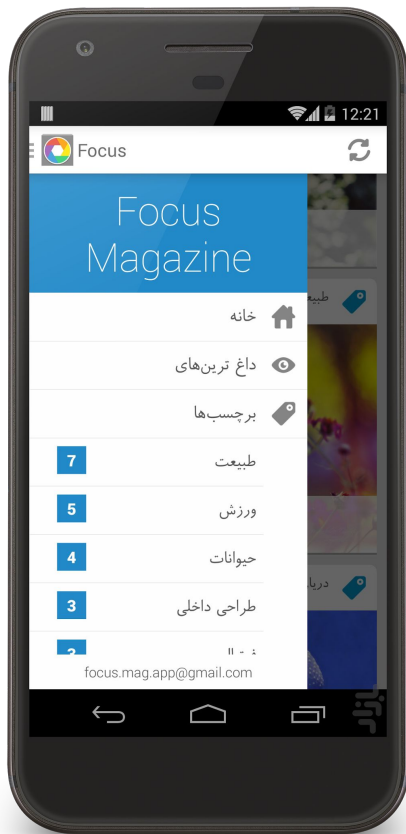 12:21
Focus
Focus
Magazine
خانه
داغ ترین‌های
برچسب‌ها
طبیعت 7
ورزش 5
حیوانات 4
طراحی داخلی 3
focus.mag.app@gmail.com
بازار